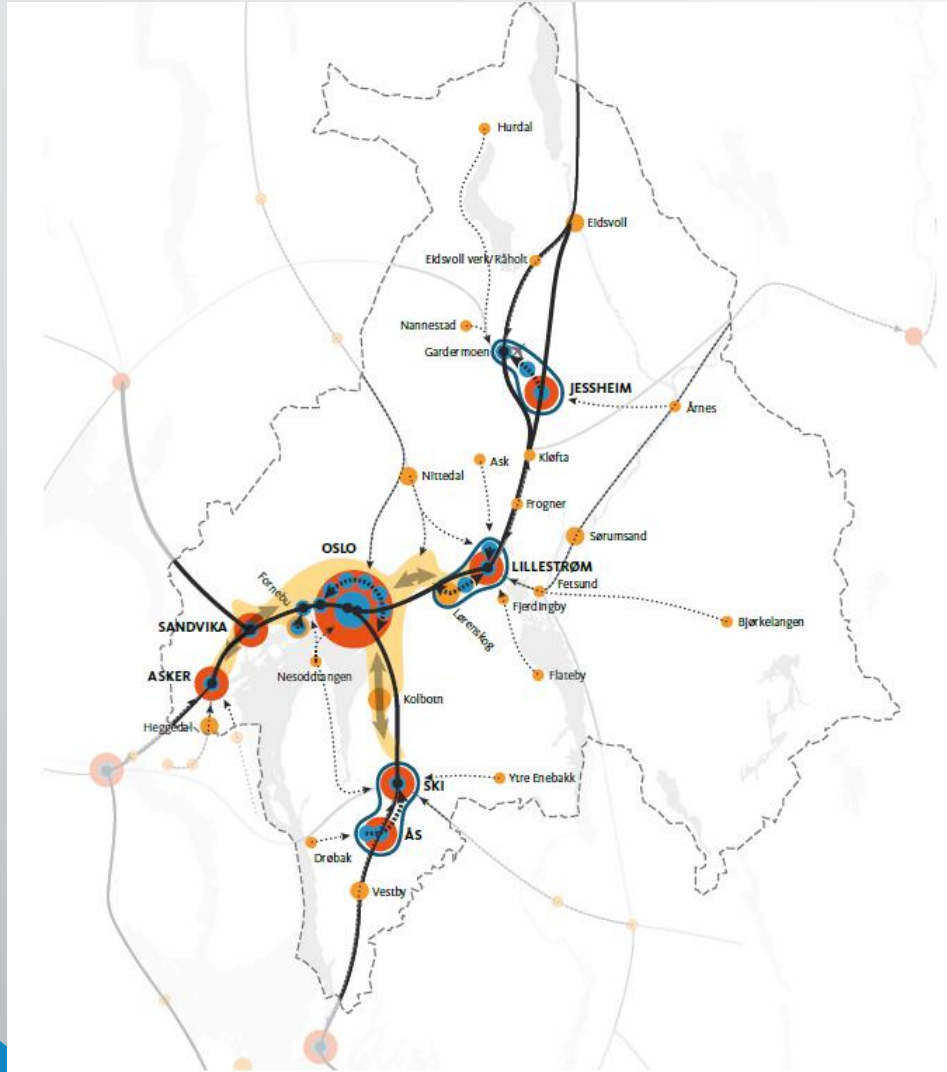 Hurdal
Eidsvoll
Eidsvoll verk/Råholt
Nannestad
Gardermoen
JESSHEIM
Årnes
Kløfta
Ask
Nittedal
Frogner
Sørumsand
OSLO
LILLESTRØM
Fetsund
Fornebu
Fjerdingby
Lørenskog
Bjørkelangen
SANDVIKA
ASKER
Nesoddtangen
Flateby
Kolbotn
Heggedal
Ytre Enebakk
SKI
ÅS
Drøbak
Vestby